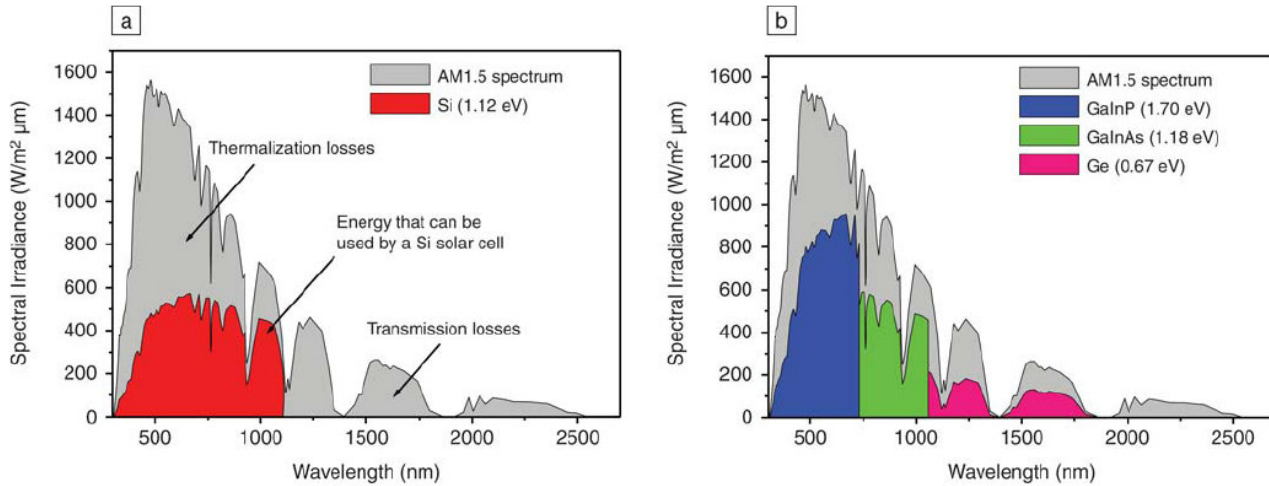 a
1600
1400
1200
1000
800
600
400
200
0
Spectral Irradiance (W/m² µm)
AM1.5 spectrum
Si (1.12 eV)
Thermalization losses
Energy that can be
used by a Si solar cell
Transmission losses
500 1000 1500 2000 2500
Wavelength (nm)
b
1600
1400
1200
1000
800
600
400
200
0
Spectral Irradiance (W/m² µm)
AM1.5 spectrum
GaInP (1.70 eV)
GaInAs (1.18 eV)
Ge (0.67 eV)
500 1000 1500 2000 2500
Wavelength (nm)